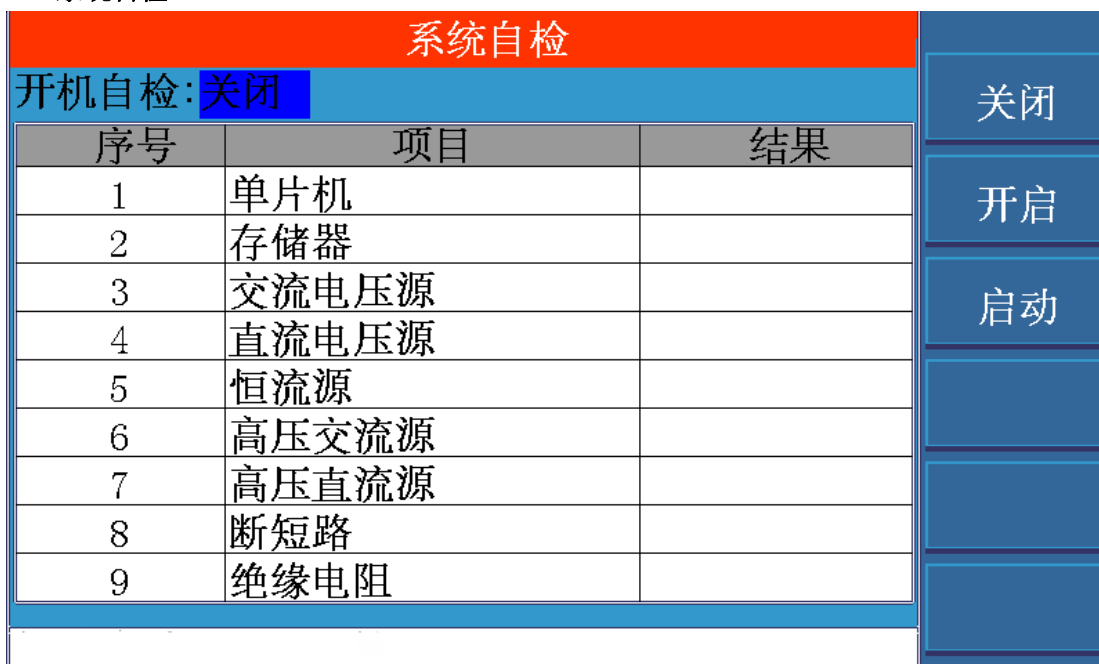 系统自检
开机自检:关闭
序号 项目 结果
1 单片机
2 存储器
3 交流电压源
4 直流电压源
5 恒流源
6 高压交流源
7 高压直流源
8 断短路
9 绝缘电阻
关闭
开启
启动